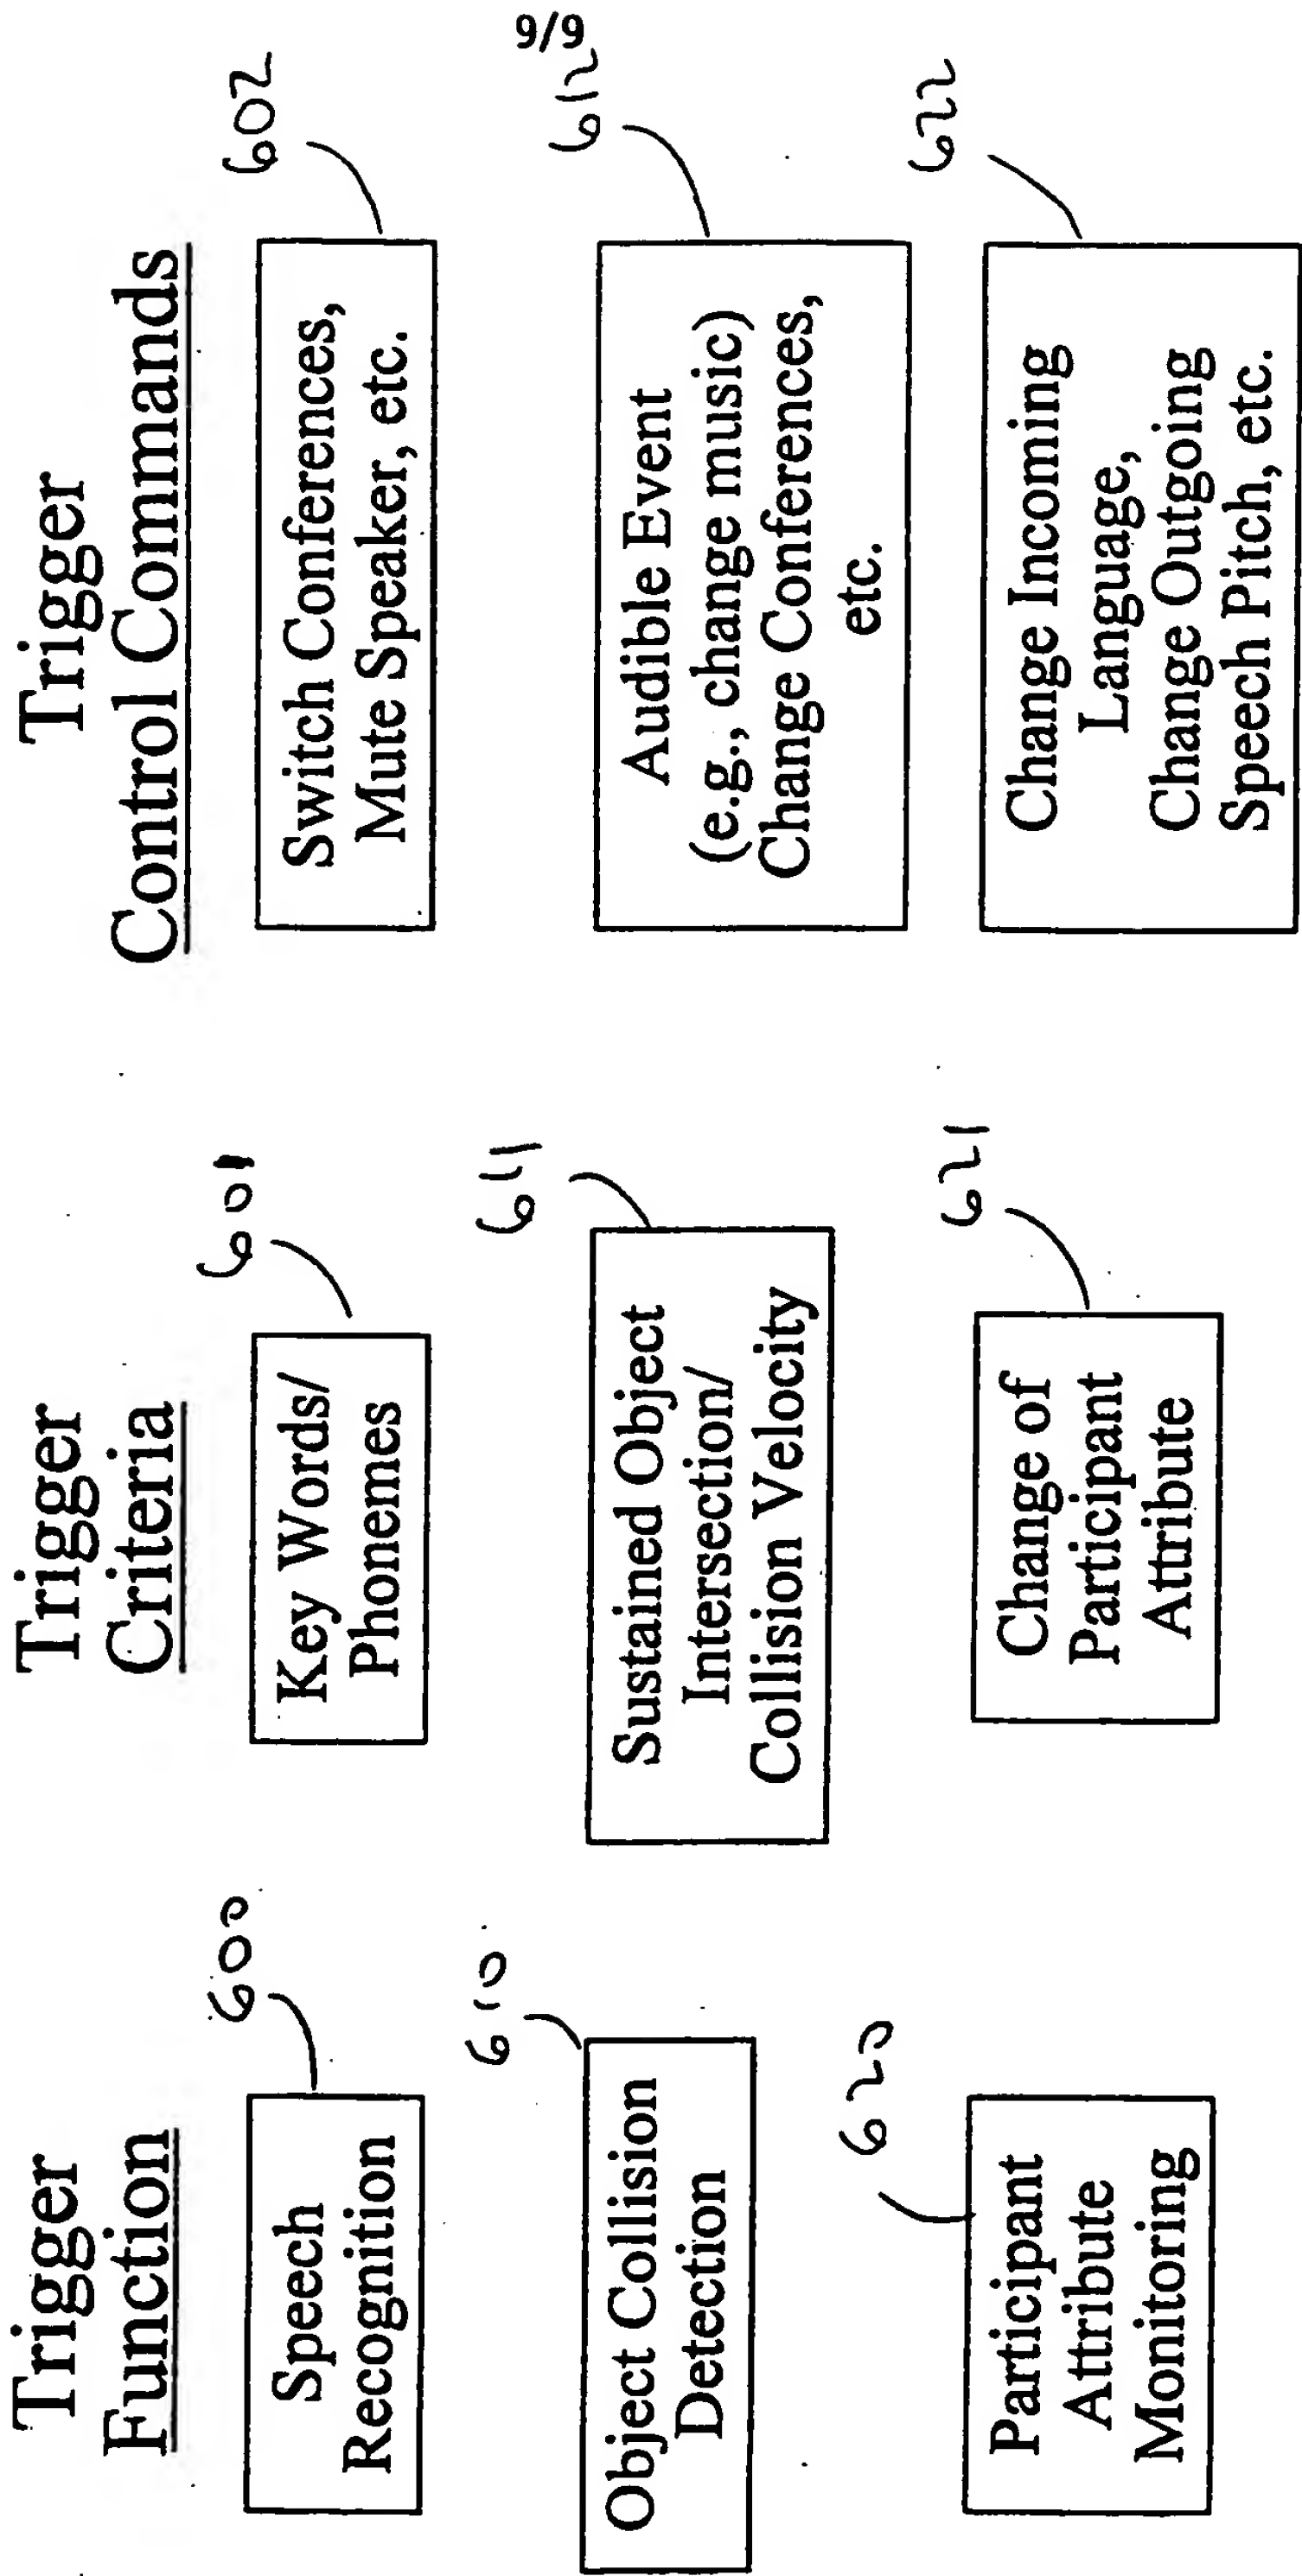 9/9
Trigger
Function
Trigger
Criteria
Trigger
Control Commands
600
Speech
Recognition
601
Key Words/
Phonemes
602
Switch Conferences,
Mute Speaker, etc.
610
Object Collision
Detection
611
Sustained Object
Intersection/
Collision Velocity
612
Audible Event
(e.g., change music)
Change Conferences,
etc.
620
Participant
Attribute
Monitoring
621
Change of
Participant
Attribute
622
Change Incoming
Language,
Change Outgoing
Speech Pitch, etc.